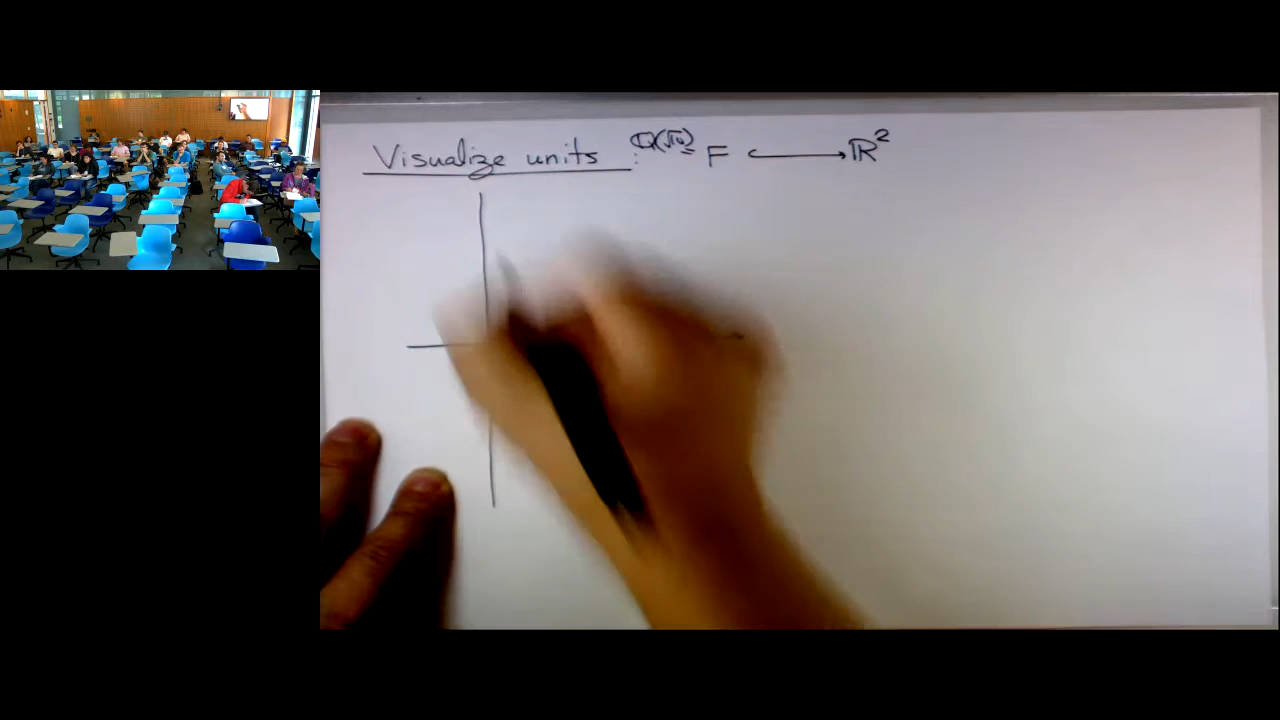 Visualize units : ℚ(√10) = F ↪ ℝ²